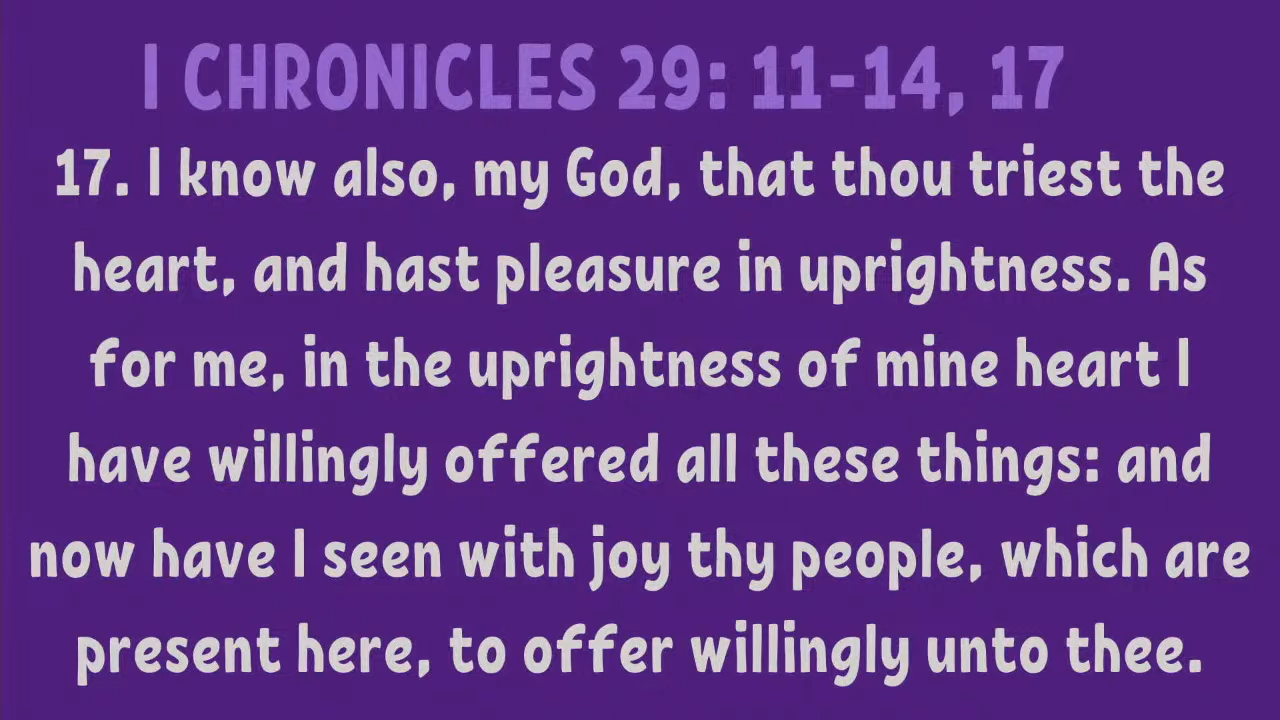 I CHRONICLES 29: 11-14, 17
17. I know also, my God, that thou triest the
heart, and hast pleasure in uprightness. As
for me, in the uprightness of mine heart I
have willingly offered all these things: and
now have I seen with joy thy people, which are
present here, to offer willingly unto thee.